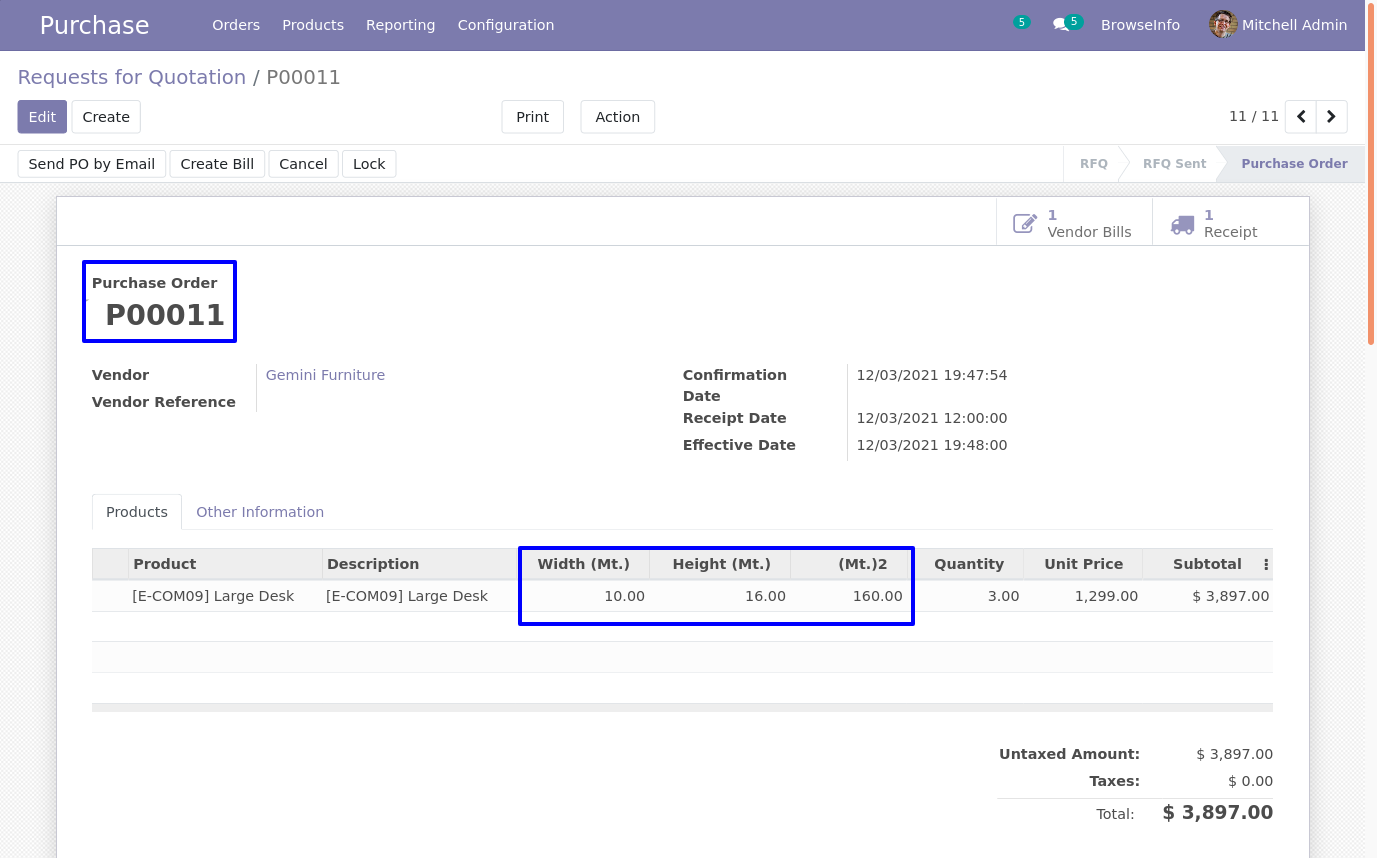 Purchase Orders Products Reporting Configuration 5 5 BrowseInfo Mitchell Admin
Requests for Quotation / P00011
Edit Create Print Action 11 / 11
Send PO by Email Create Bill Cancel Lock RFQ RFQ Sent Purchase Order
1 Vendor Bills
1 Receipt
Purchase Order
P00011
Vendor Gemini Furniture
Vendor Reference
Confirmation Date 12/03/2021 19:47:54
Receipt Date 12/03/2021 12:00:00
Effective Date 12/03/2021 19:48:00
Products Other Information
Product Description Width (Mt.) Height (Mt.) (Mt.)2 Quantity Unit Price Subtotal
[E-COM09] Large Desk [E-COM09] Large Desk 10.00 16.00 160.00 3.00 1,299.00 $ 3,897.00
Untaxed Amount: $ 3,897.00
Taxes: $ 0.00
Total: $ 3,897.00